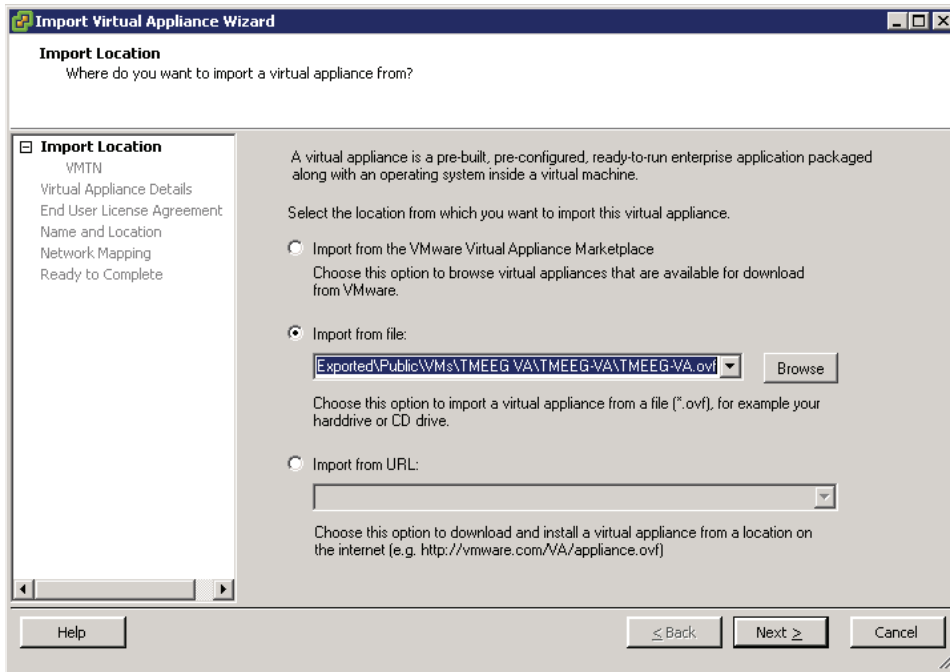 Import Virtual Appliance Wizard
Import Location
Where do you want to import a virtual appliance from?
Import Location
VMTN
Virtual Appliance Details
End User License Agreement
Name and Location
Network Mapping
Ready to Complete
A virtual appliance is a pre-built, pre-configured, ready-to-run enterprise application packaged
along with an operating system inside a virtual machine.
Select the location from which you want to import this virtual appliance.
Import from the VMware Virtual Appliance Marketplace
Choose this option to browse virtual appliances that are available for download
from VMware.
Import from file:
Exported\Public\VMs\TMEEG VA\TMEEG-VA\TMEEG-VA.ovf
Browse
Choose this option to import a virtual appliance from a file (*.ovf), for example your
harddrive or CD drive.
Import from URL:
Choose this option to download and install a virtual appliance from a location on
the internet (e.g. http://vmware.com/VA/appliance.ovf)
Help
< Back
Next >
Cancel